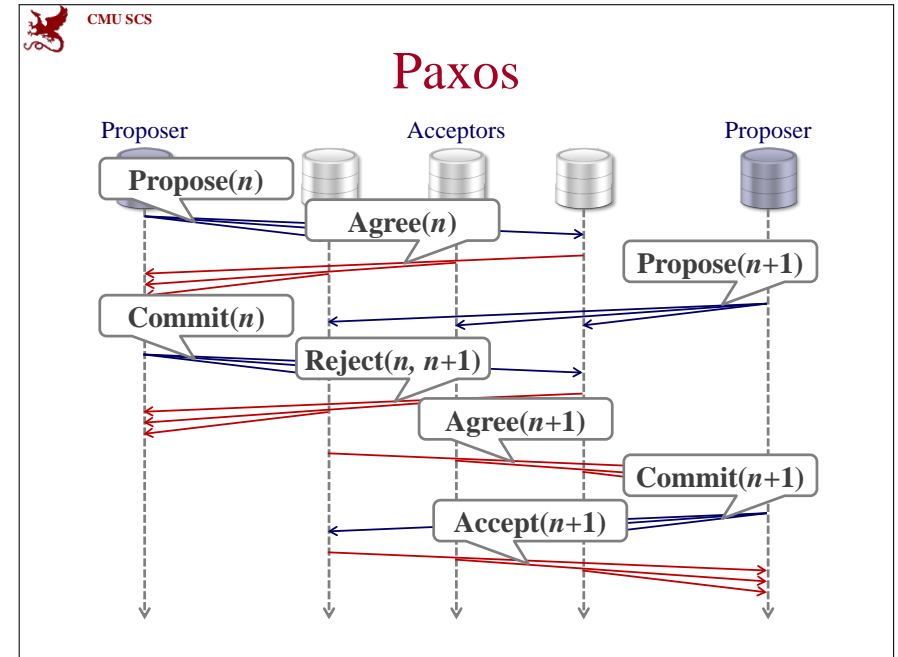 CMU SCS
Paxos
Proposer Acceptors Proposer
Propose(n)
Agree(n)
Propose(n+1)
Commit(n)
Reject(n, n+1)
Agree(n+1)
Commit(n+1)
Accept(n+1)